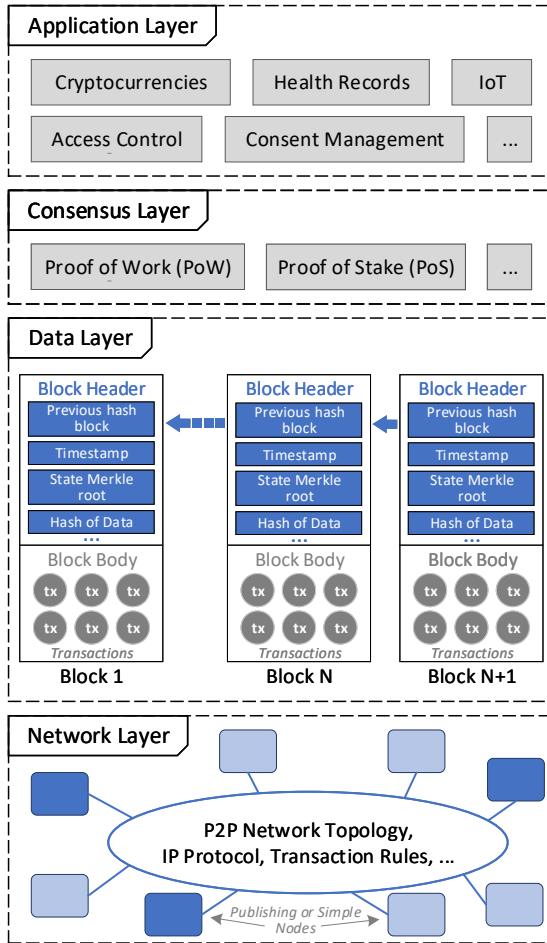 Application Layer
Cryptocurrencies
Health Records
IoT
Access Control
Consent Management
...
Consensus Layer
Proof of Work (PoW)
Proof of Stake (PoS)
...
Data Layer
Block Header
Previous hash
block
Timestamp
State Merkle
root
Hash of Data
...
Block Body
tx tx tx
tx tx tx
Transactions
Block 1
Block Header
Previous hash
block
Timestamp
State Merkle
root
Hash of Data
...
Block Body
tx tx tx
tx tx tx
Transactions
Block N
Block Header
Previous hash
block
Timestamp
State Merkle
root
Hash of Data
...
Block Body
tx tx tx
tx tx tx
Transactions
Block N+1
Network Layer
P2P Network Topology,
IP Protocol, Transaction Rules, ...
Publishing or Simple
Nodes